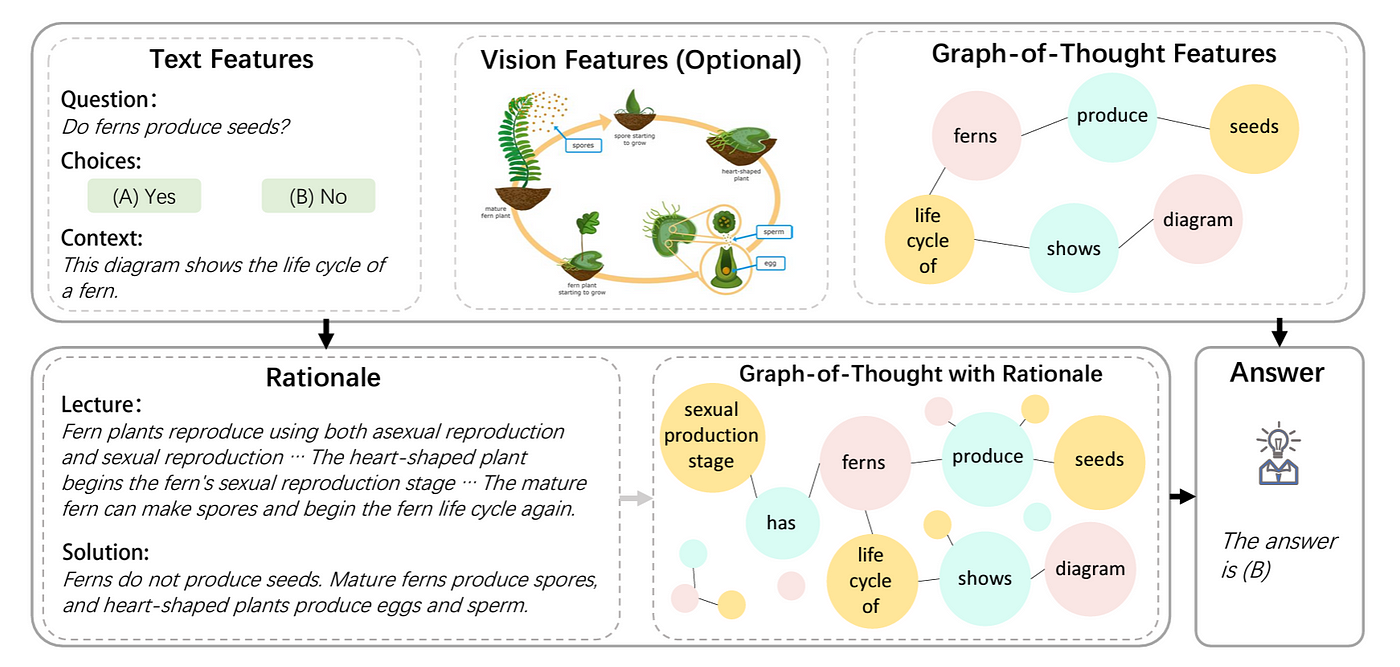 Text Features
Question:
Do ferns produce seeds?
Choices:
(A) Yes
(B) No
Context:
This diagram shows the life cycle of
a fern.
Vision Features (Optional)
spores
spore starting
to grow
heart-shaped
plant
mature
fern plant
sperm
egg
fern plant
starting to grow
Graph-of-Thought Features
ferns
produce
seeds
life
cycle
of
shows
diagram
Rationale
Lecture:
Fern plants reproduce using both asexual reproduction
and sexual reproduction ··· The heart-shaped plant
begins the fern's sexual reproduction stage ··· The mature
fern can make spores and begin the fern life cycle again.
Solution:
Ferns do not produce seeds. Mature ferns produce spores,
and heart-shaped plants produce eggs and sperm.
Graph-of-Thought with Rationale
sexual
production
stage
has
ferns
produce
seeds
life
cycle
of
shows
diagram
Answer
The answer
is (B)